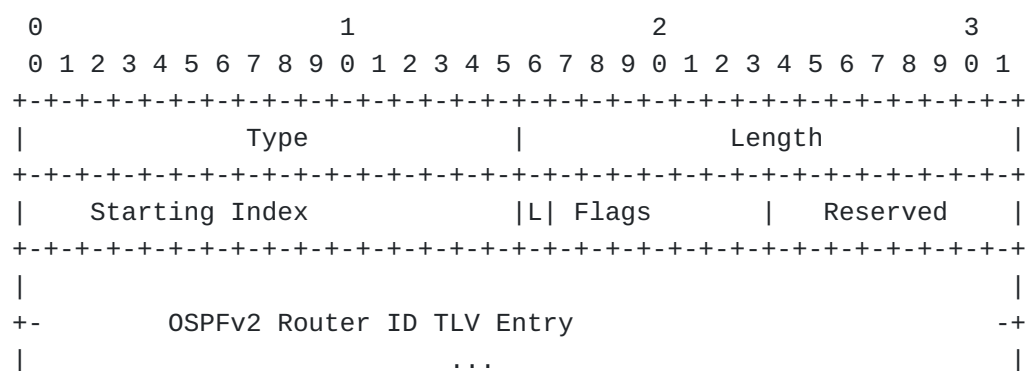 0                   1                   2                   3
 0 1 2 3 4 5 6 7 8 9 0 1 2 3 4 5 6 7 8 9 0 1 2 3 4 5 6 7 8 9 0 1
+-+-+-+-+-+-+-+-+-+-+-+-+-+-+-+-+-+-+-+-+-+-+-+-+-+-+-+-+-+-+-+-+
|              Type             |             Length            |
+-+-+-+-+-+-+-+-+-+-+-+-+-+-+-+-+-+-+-+-+-+-+-+-+-+-+-+-+-+-+-+-+
|    Starting Index             |L| Flags       |   Reserved    |
+-+-+-+-+-+-+-+-+-+-+-+-+-+-+-+-+-+-+-+-+-+-+-+-+-+-+-+-+-+-+-+-+
|                                                               |
+-        OSPFv2 Router ID TLV Entry                           -+
|                           ...                                 |